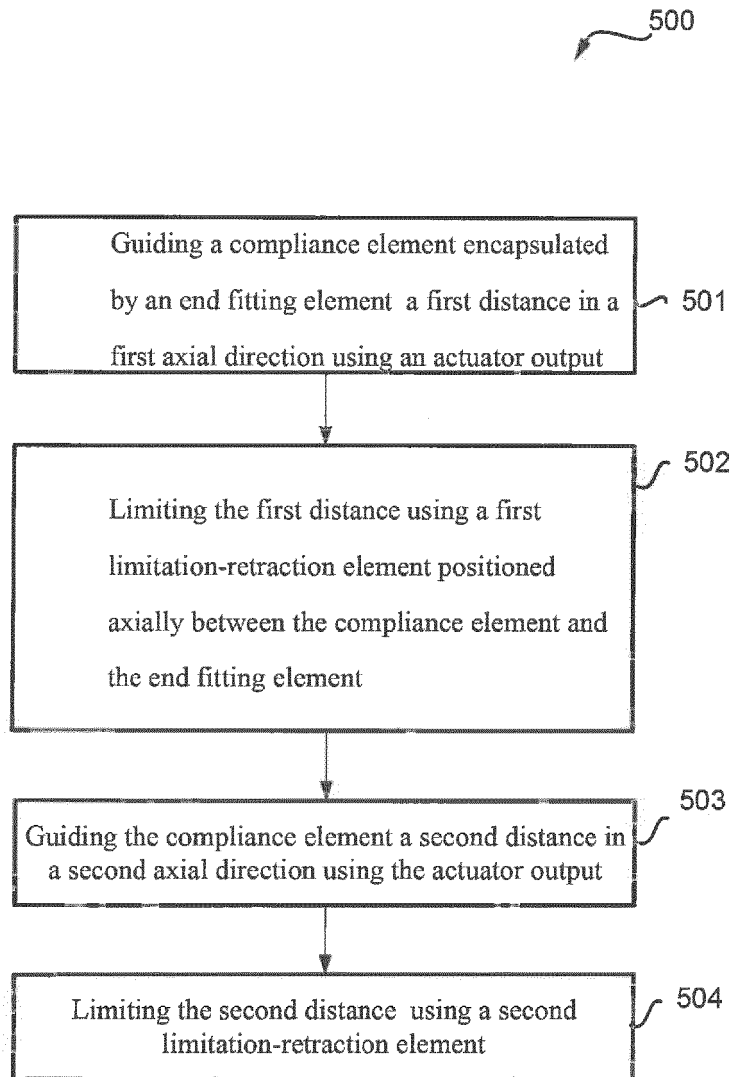 500
Guiding a compliance element encapsulated
by an end fitting element a first distance in a
first axial direction using an actuator output
501
502
Limiting the first distance using a first
limitation-retraction element positioned
axially between the compliance element and
the end fitting element
503
Guiding the compliance element a second distance in
a second axial direction using the actuator output
504
Limiting the second distance using a second
limitation-retraction element